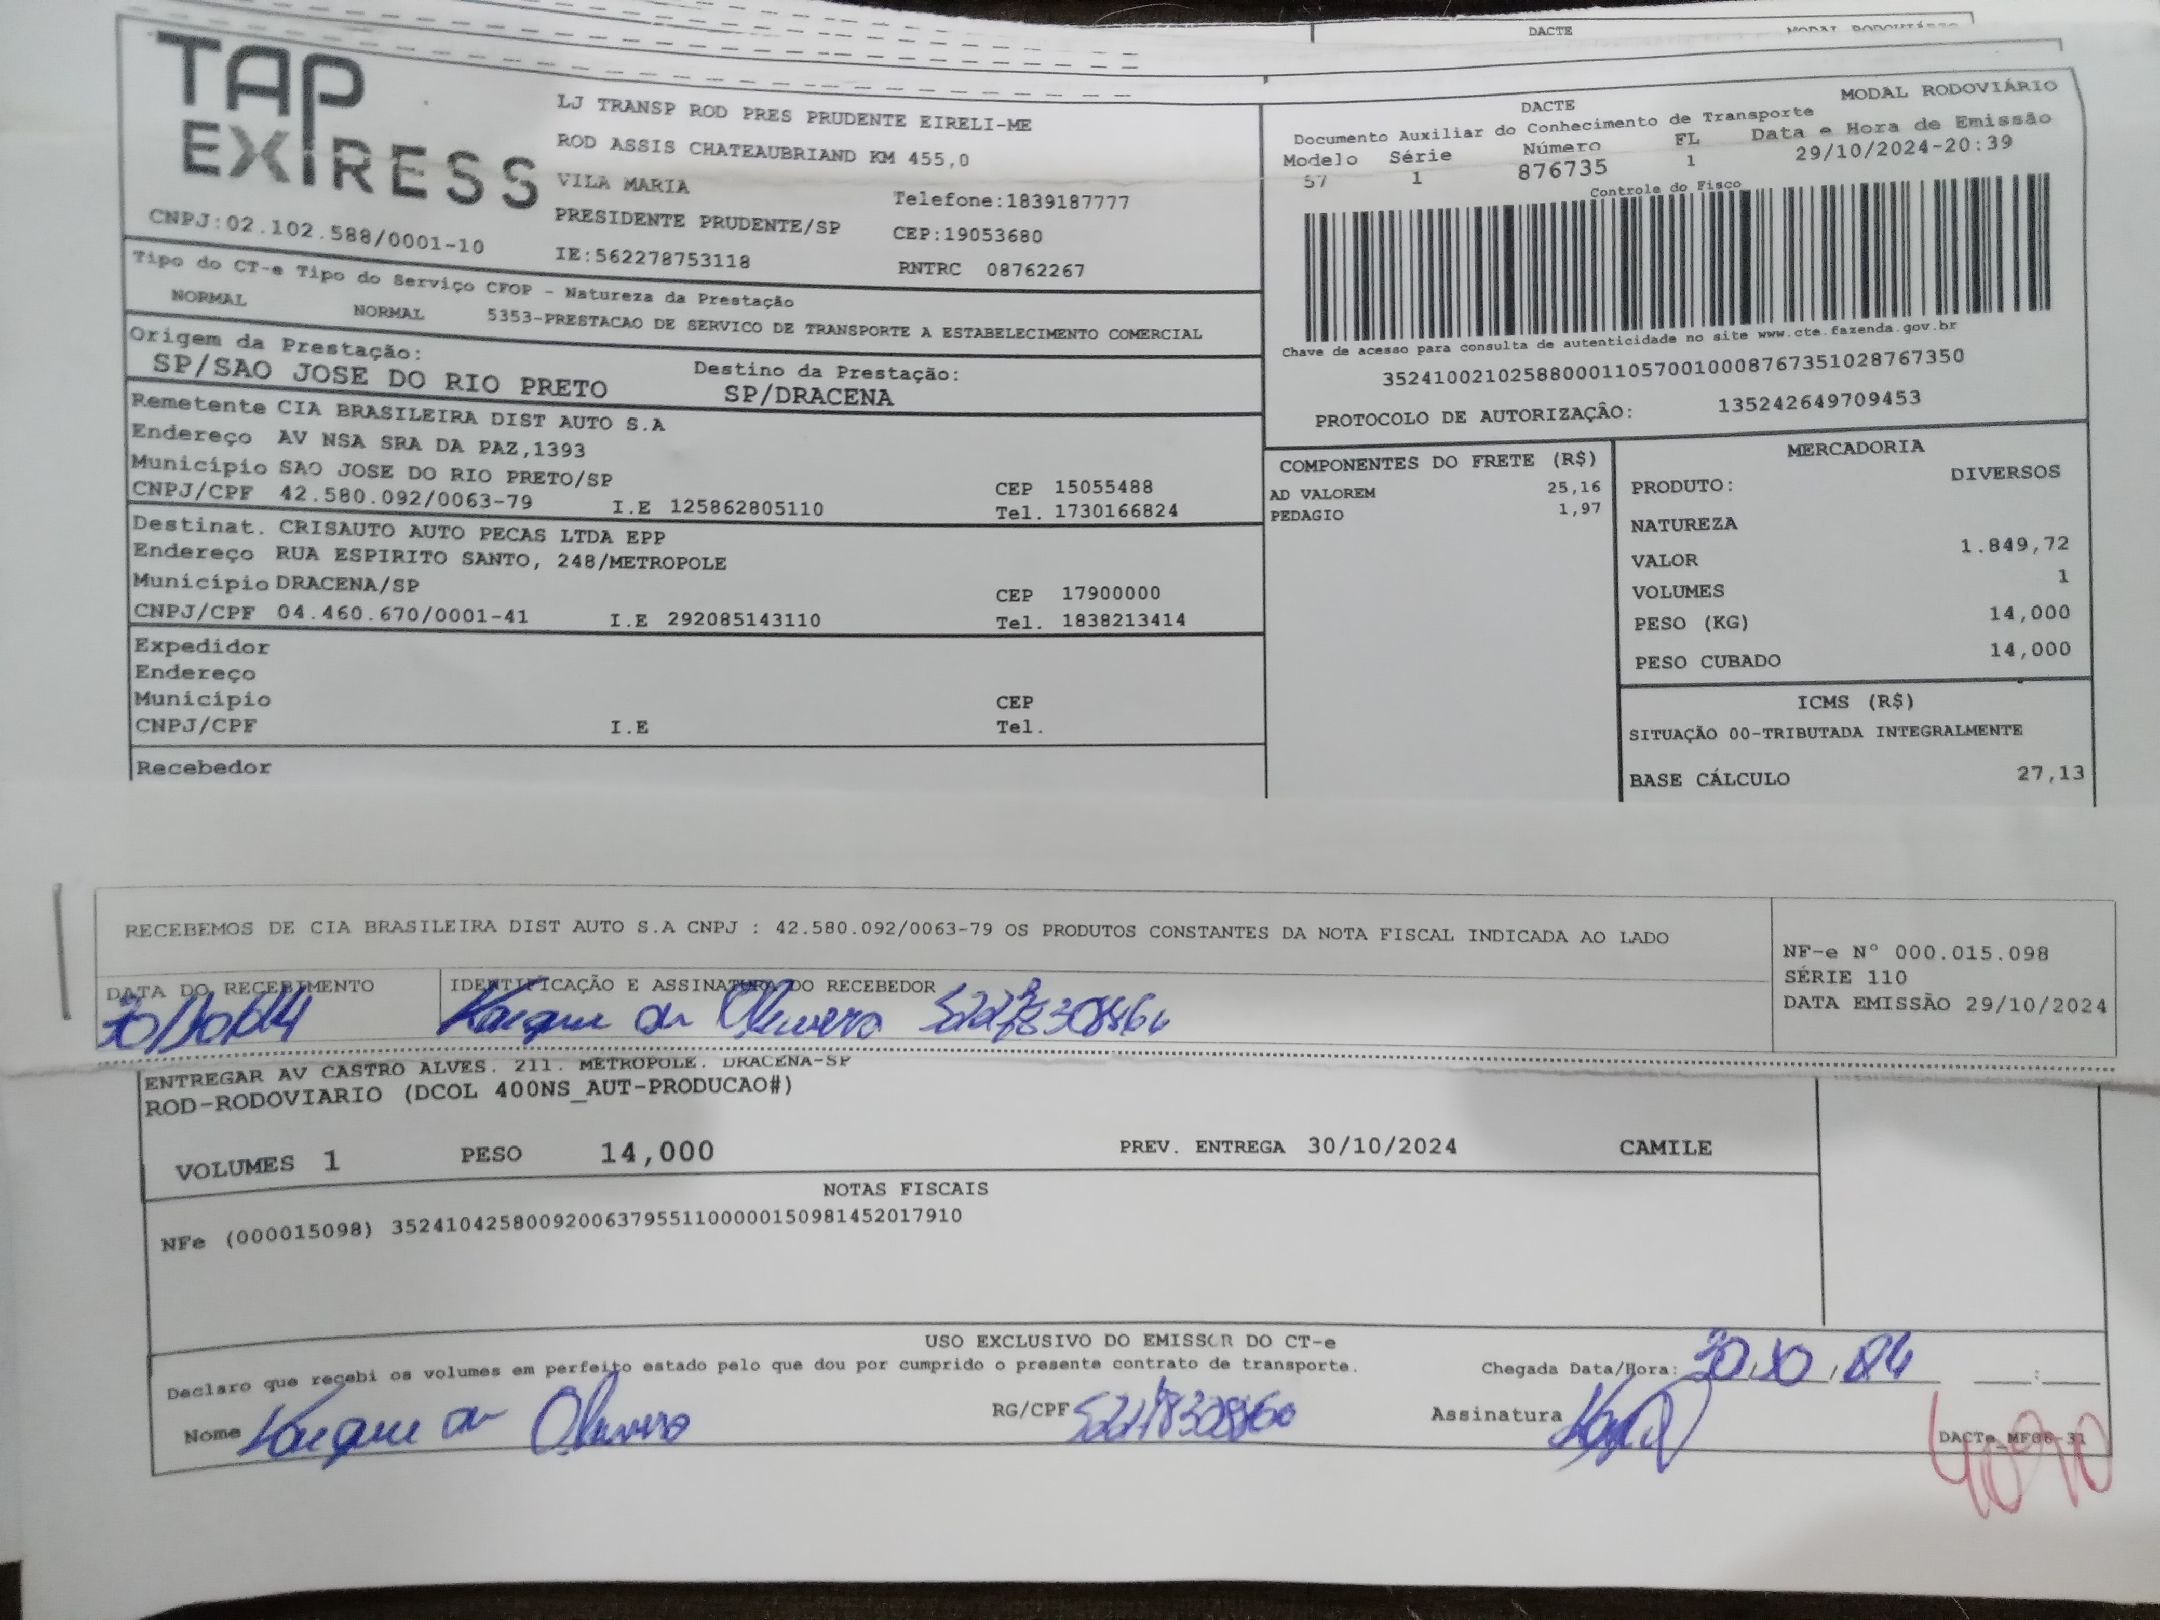 DACTE
TAP
EXPRESS
CNPJ:02.102.588/0001-10
LJ TRANSP ROD PRES PRUDENTE EIRELI-ME
ROD ASSIS CHATEAUBRIAND KM 455,0
VILA MARIA
Telefone:1839187777
PRESIDENTE PRUDENTE/SP
CEP:19053680
IE:562278753118
RNTRC 08762267
DACTE
MODAL RODOVIÁRIO
Documento Auxiliar do Conhecimento de Transporte
Modelo Série Número FL Data e Hora de Emissão
57 1 876735 1 29/10/2024-20:39
Controle do Fisco
Chave de acesso para consulta de autenticidade no site www.cte.fazenda.gov.br
35241002102588000110570010008767351028767350
PROTOCOLO DE AUTORIZAÇÃO: 135242649709453
Tipo do CT-e Tipo do Serviço CFOP - Natureza da Prestação
NORMAL NORMAL 5353-PRESTACAO DE SERVICO DE TRANSPORTE A ESTABELECIMENTO COMERCIAL
Origem da Prestação: Destino da Prestação:
SP/SAO JOSE DO RIO PRETO SP/DRACENA
Remetente CIA BRASILEIRA DIST AUTO S.A
Endereço AV NSA SRA DA PAZ,1393
Município SAO JOSE DO RIO PRETO/SP CEP 15055488
CNPJ/CPF 42.580.092/0063-79 I.E 125862805110 Tel. 1730166824
Destinat. CRISAUTO AUTO PECAS LTDA EPP
Endereço RUA ESPIRITO SANTO, 248/METROPOLE
Município DRACENA/SP CEP 17900000
CNPJ/CPF 04.460.670/0001-41 I.E 292085143110 Tel. 1838213414
Expedidor
Endereço
Município CEP
CNPJ/CPF I.E Tel.
Recebedor
COMPONENTES DO FRETE (R$)
AD VALOREM 25,16
PEDAGIO 1,97
MERCADORIA
PRODUTO: DIVERSOS
NATUREZA
VALOR 1.849,72
VOLUMES 1
PESO (KG) 14,000
PESO CUBADO 14,000
ICMS (R$)
SITUAÇÃO 00-TRIBUTADA INTEGRALMENTE
BASE CÁLCULO 27,13
RECEBEMOS DE CIA BRASILEIRA DIST AUTO S.A CNPJ : 42.580.092/0063-79 OS PRODUTOS CONSTANTES DA NOTA FISCAL INDICADA AO LADO
NF-e Nº 000.015.098
SÉRIE 110
DATA EMISSÃO 29/10/2024
DATA DO RECEBIMENTO
IDENTIFICAÇÃO E ASSINATURA DO RECEBEDOR
Oliveira
ENTREGAR AV CASTRO ALVES. 211. METROPOLE. DRACENA-SP
ROD-RODOVIARIO (DCOL 400NS_AUT-PRODUCAO#)
VOLUMES 1 PESO 14,000 PREV. ENTREGA 30/10/2024 CAMILE
NOTAS FISCAIS
NFe (000015098) 35241042580092006379551100000150981452017910
USO EXCLUSIVO DO EMISSOR DO CT-e
Declaro que recebi os volumes em perfeito estado pelo que dou por cumprido o presente contrato de transporte.
Chegada Data/Hora:
Nome Oliveira RG/CPF Assinatura
DACTe_MF06-31